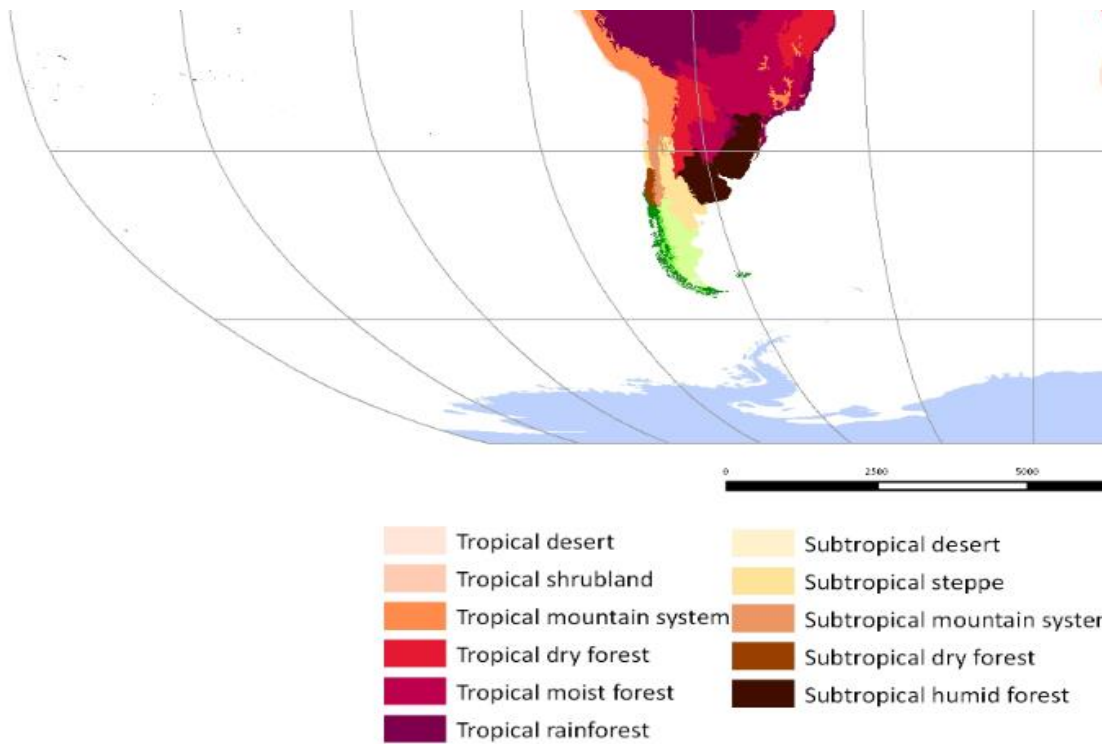 0 2500 5000
Tropical desert
Tropical shrubland
Tropical mountain system
Tropical dry forest
Tropical moist forest
Tropical rainforest
Subtropical desert
Subtropical steppe
Subtropical mountain system
Subtropical dry forest
Subtropical humid forest